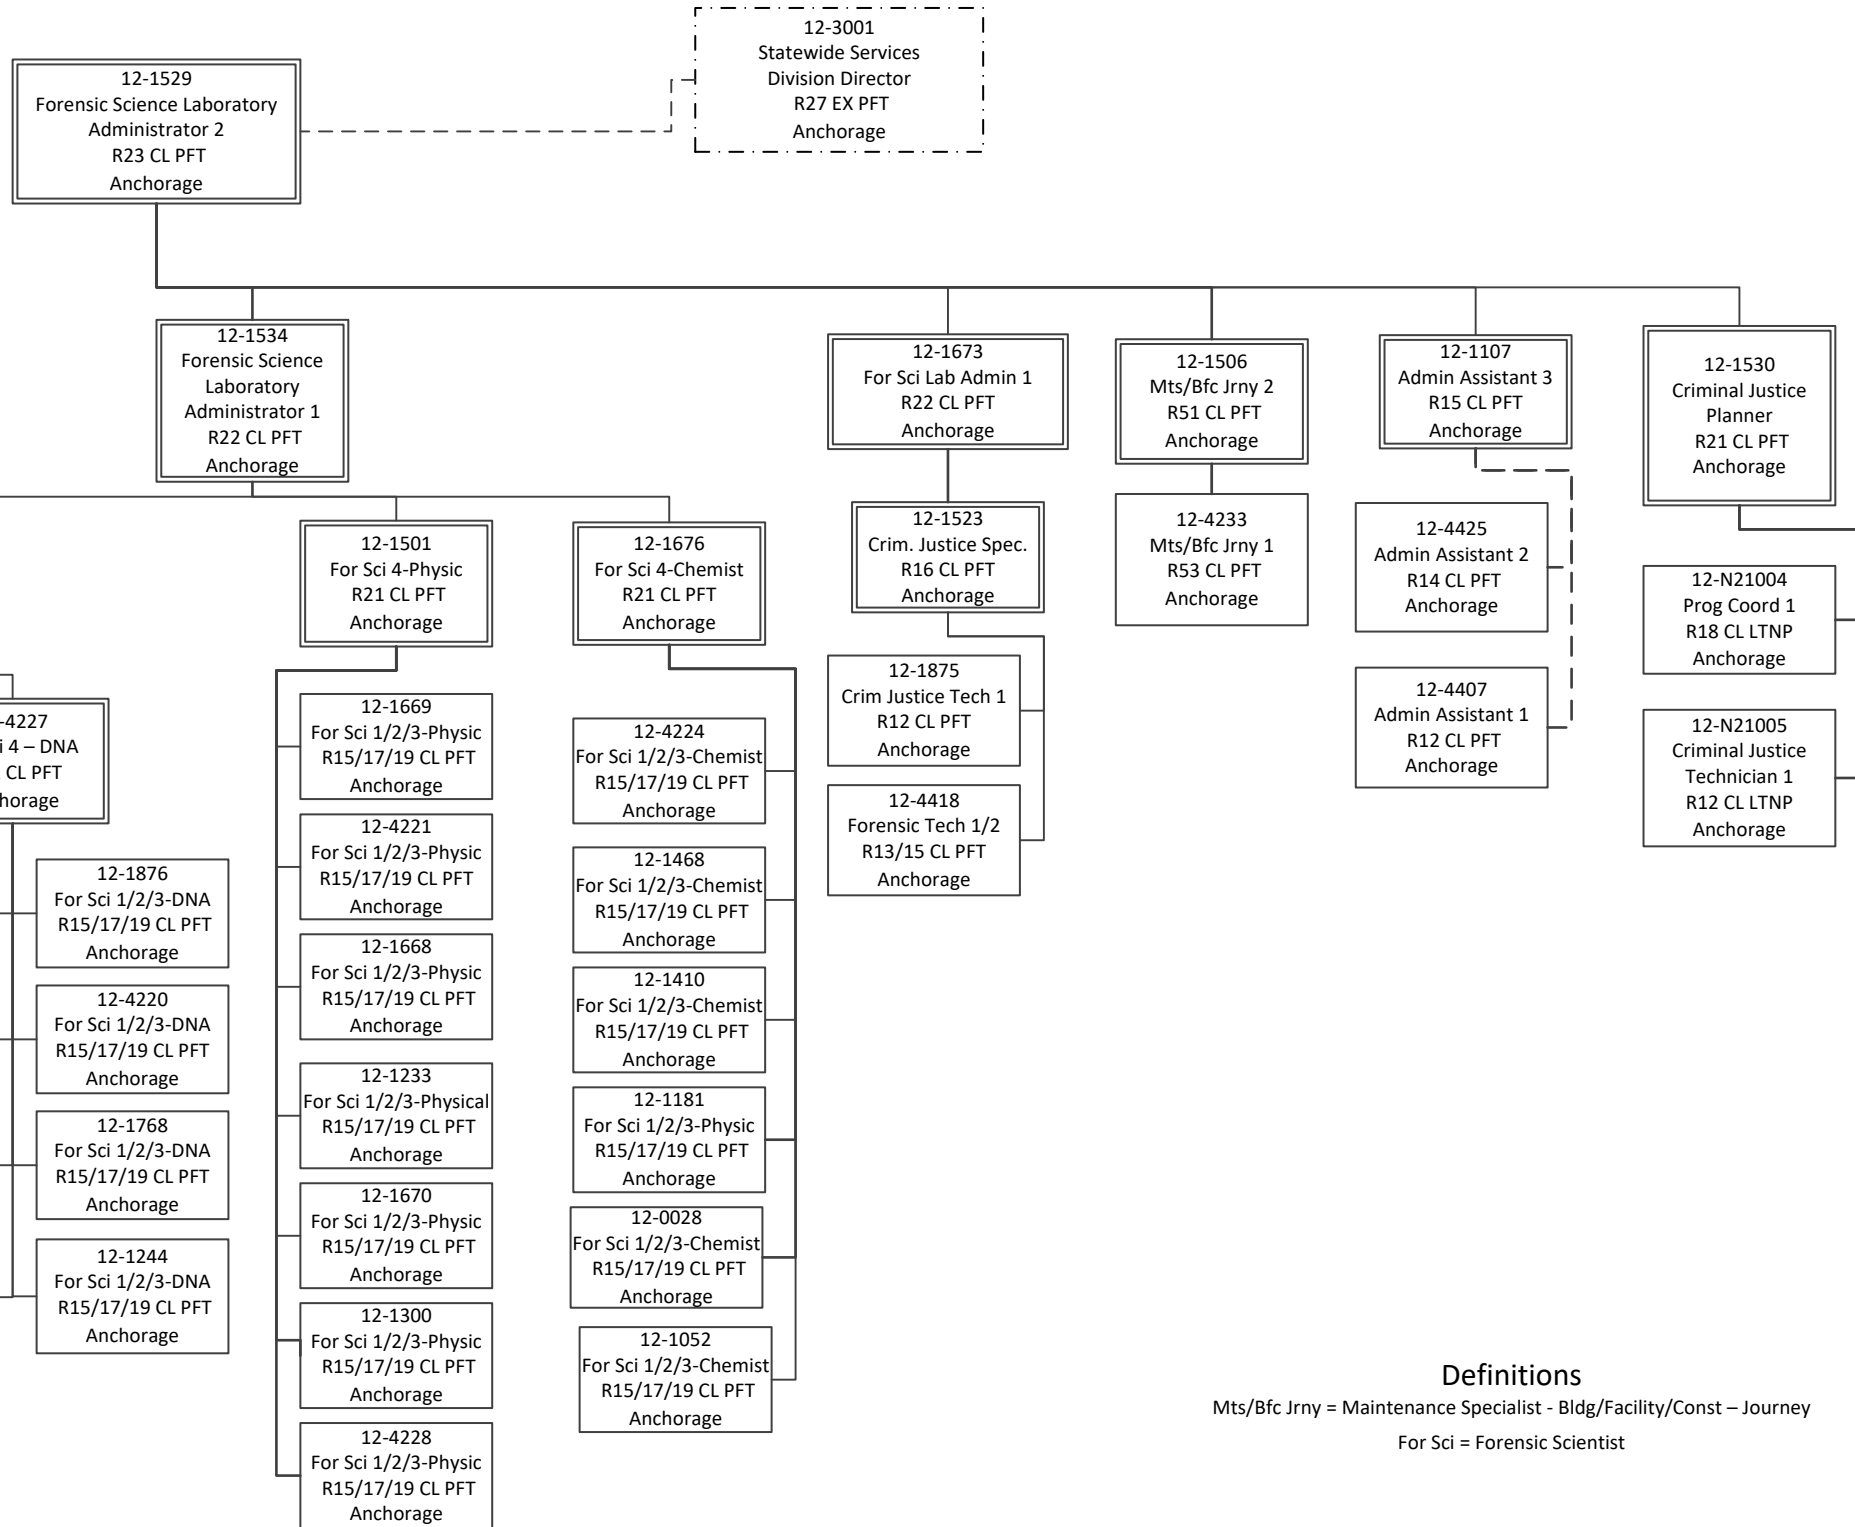 12-3001
Statewide Services
Division Director
R27 EX PFT
Anchorage
12-1529
Forensic Science Laboratory
Administrator 2
R23 CL PFT
Anchorage
12-1534
Forensic Science
Laboratory
Administrator 1
R22 CL PFT
Anchorage
12-1673
For Sci Lab Admin 1
R22 CL PFT
Anchorage
12-1506
Mts/Bfc Jrny 2
R51 CL PFT
Anchorage
12-1107
Admin Assistant 3
R15 CL PFT
Anchorage
12-1530
Criminal Justice
Planner
R21 CL PFT
Anchorage
12-1501
For Sci 4-Physic
R21 CL PFT
Anchorage
12-1676
For Sci 4-Chemist
R21 CL PFT
Anchorage
12-1523
Crim. Justice Spec.
R16 CL PFT
Anchorage
12-4233
Mts/Bfc Jrny 1
R53 CL PFT
Anchorage
12-4425
Admin Assistant 2
R14 CL PFT
Anchorage
12-N21004
Prog Coord 1
R18 CL LTNP
Anchorage
12-1875
Crim Justice Tech 1
R12 CL PFT
Anchorage
12-4407
Admin Assistant 1
R12 CL PFT
Anchorage
12-N21005
Criminal Justice
Technician 1
R12 CL LTNP
Anchorage
12-4418
Forensic Tech 1/2
R13/15 CL PFT
Anchorage
-4227
i 4 – DNA
CL PFT
horage
12-1876
For Sci 1/2/3-DNA
R15/17/19 CL PFT
Anchorage
12-4220
For Sci 1/2/3-DNA
R15/17/19 CL PFT
Anchorage
12-1768
For Sci 1/2/3-DNA
R15/17/19 CL PFT
Anchorage
12-1244
For Sci 1/2/3-DNA
R15/17/19 CL PFT
Anchorage
12-1669
For Sci 1/2/3-Physic
R15/17/19 CL PFT
Anchorage
12-4221
For Sci 1/2/3-Physic
R15/17/19 CL PFT
Anchorage
12-1668
For Sci 1/2/3-Physic
R15/17/19 CL PFT
Anchorage
12-1233
For Sci 1/2/3-Physical
R15/17/19 CL PFT
Anchorage
12-1670
For Sci 1/2/3-Physic
R15/17/19 CL PFT
Anchorage
12-1300
For Sci 1/2/3-Physic
R15/17/19 CL PFT
Anchorage
12-4228
For Sci 1/2/3-Physic
R15/17/19 CL PFT
Anchorage
12-4224
For Sci 1/2/3-Chemist
R15/17/19 CL PFT
Anchorage
12-1468
For Sci 1/2/3-Chemist
R15/17/19 CL PFT
Anchorage
12-1410
For Sci 1/2/3-Chemist
R15/17/19 CL PFT
Anchorage
12-1181
For Sci 1/2/3-Physic
R15/17/19 CL PFT
Anchorage
12-0028
For Sci 1/2/3-Chemist
R15/17/19 CL PFT
Anchorage
12-1052
For Sci 1/2/3-Chemist
R15/17/19 CL PFT
Anchorage
Definitions
Mts/Bfc Jrny = Maintenance Specialist - Bldg/Facility/Const – Journey
For Sci = Forensic Scientist